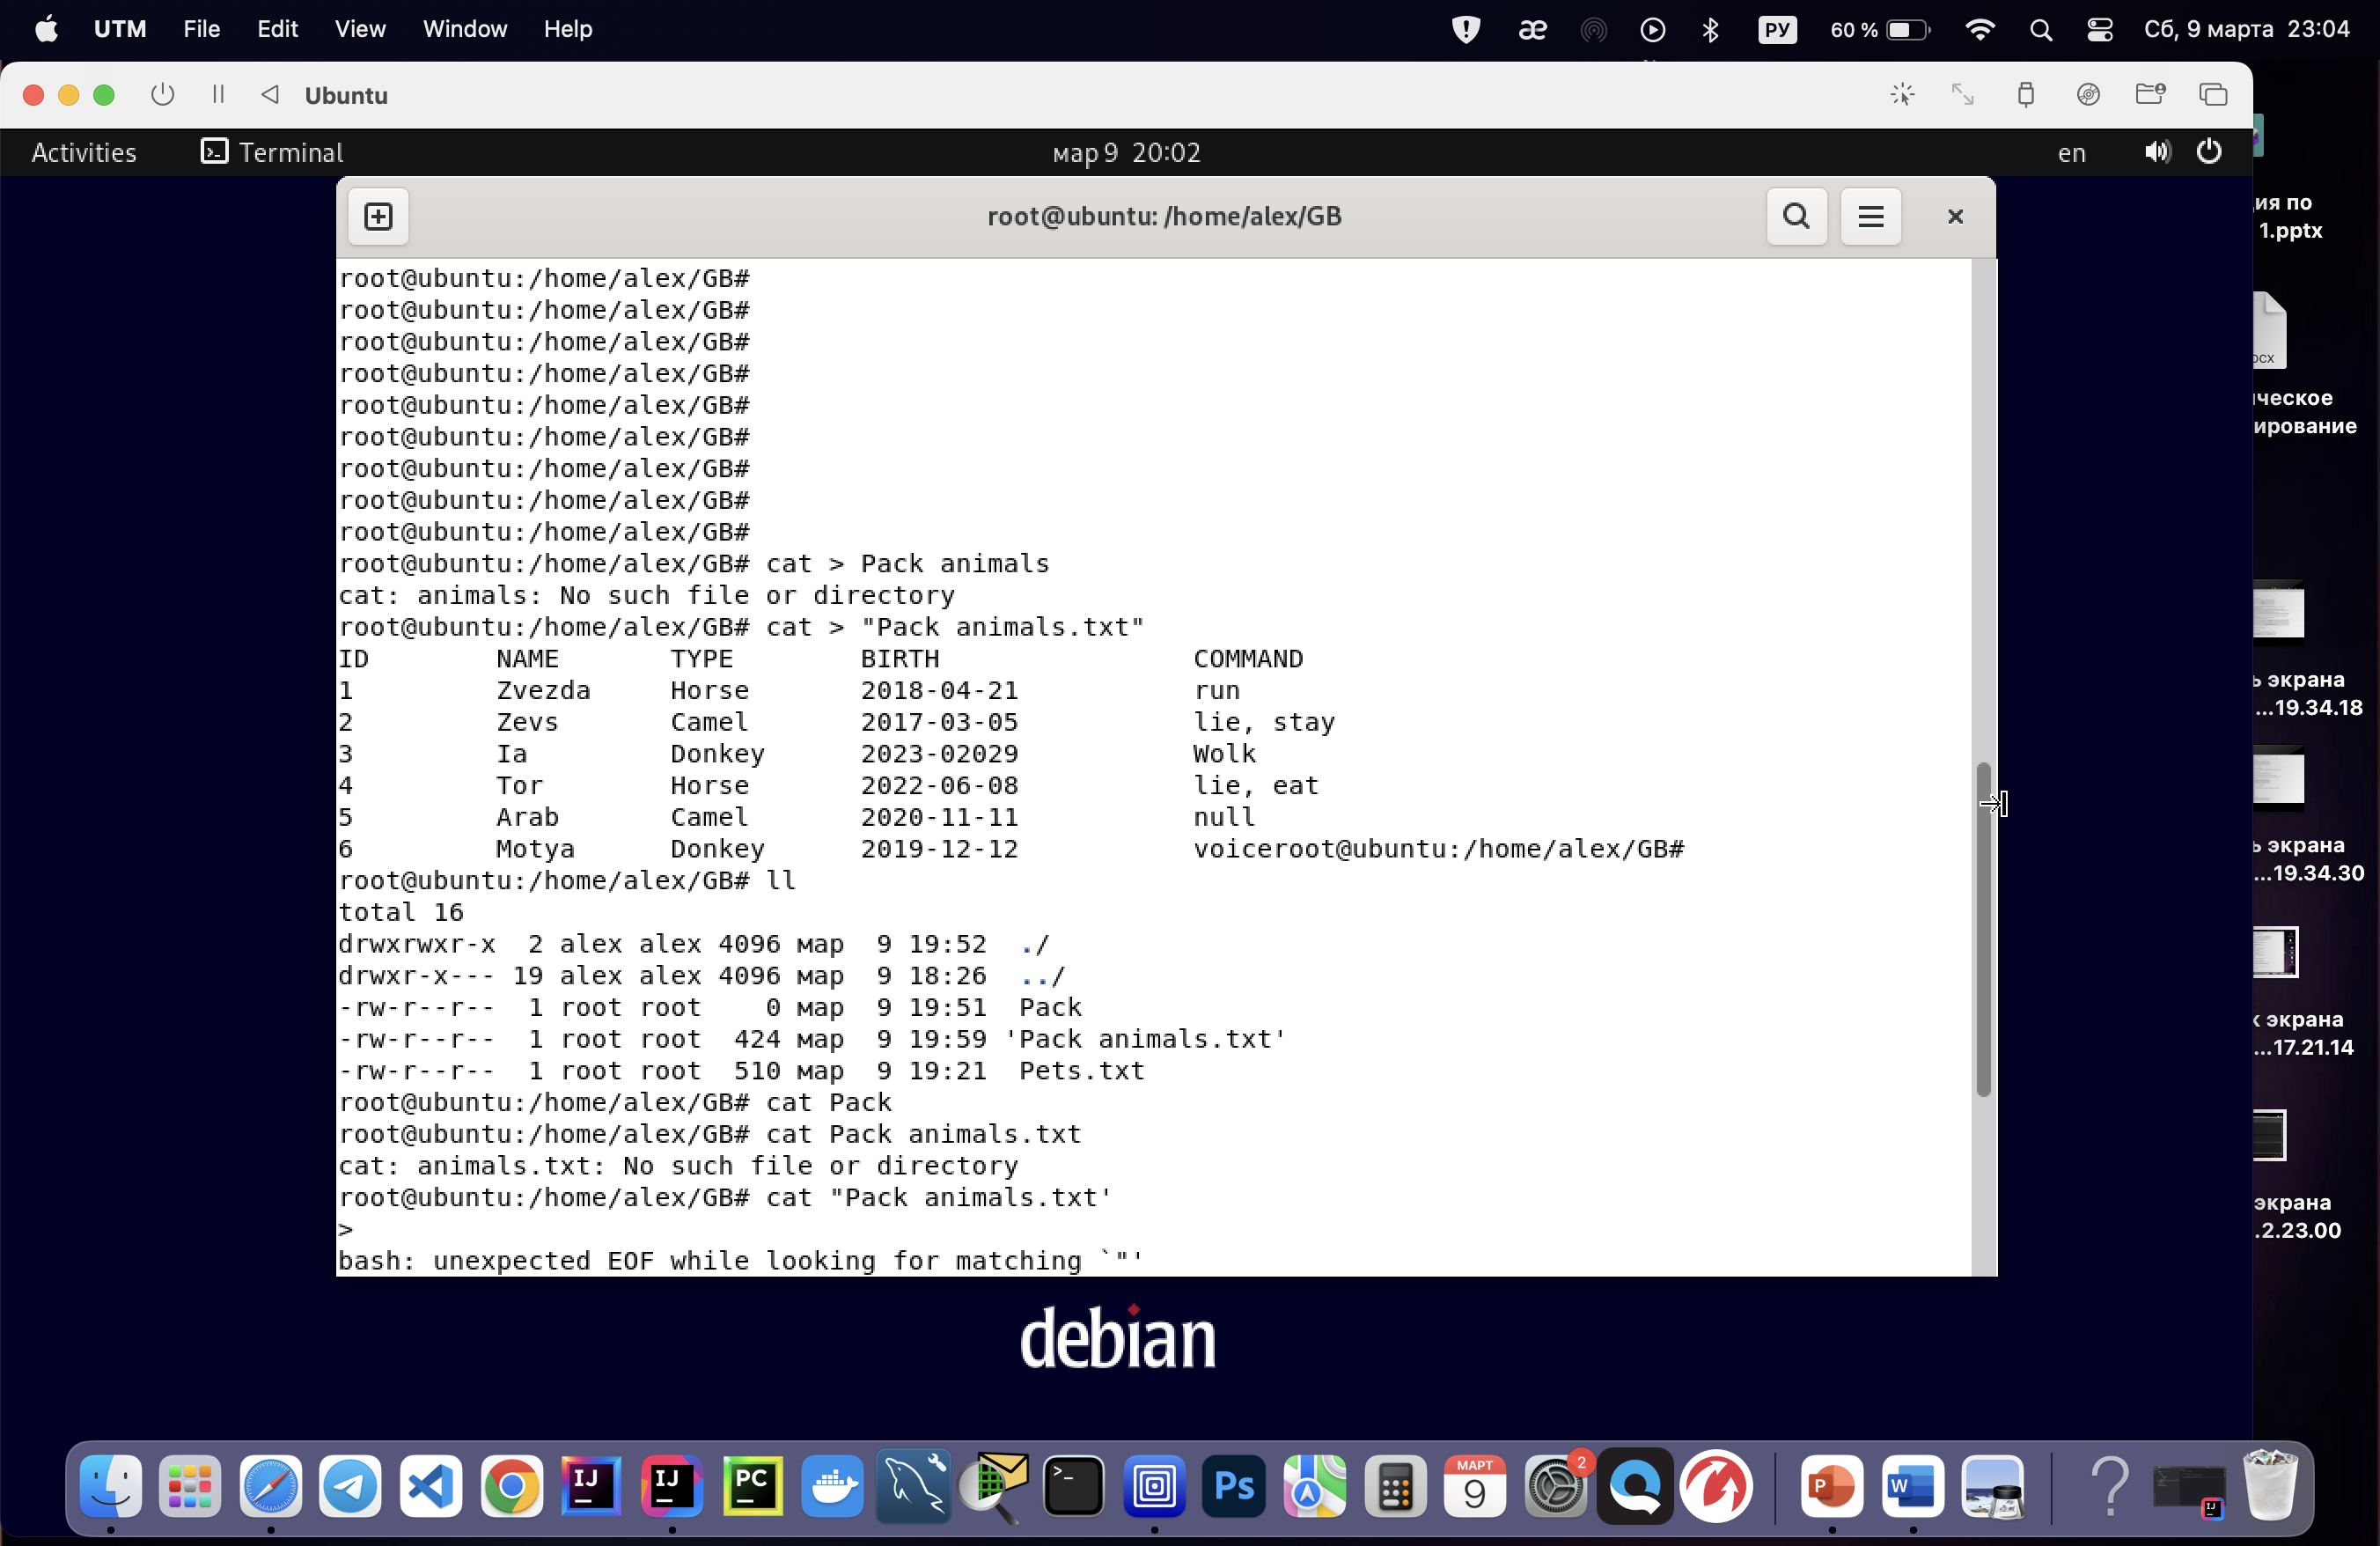 UTM File Edit View Window Help æ РУ 60 % Сб, 9 марта 23:04
Ubuntu
Activities Terminal мар 9 20:02 en
root@ubuntu: /home/alex/GB
root@ubuntu:/home/alex/GB#
root@ubuntu:/home/alex/GB#
root@ubuntu:/home/alex/GB#
root@ubuntu:/home/alex/GB#
root@ubuntu:/home/alex/GB#
root@ubuntu:/home/alex/GB#
root@ubuntu:/home/alex/GB#
root@ubuntu:/home/alex/GB#
root@ubuntu:/home/alex/GB#
root@ubuntu:/home/alex/GB# cat > Pack animals
cat: animals: No such file or directory
root@ubuntu:/home/alex/GB# cat > "Pack animals.txt"
ID NAME TYPE BIRTH COMMAND
1 Zvezda Horse 2018-04-21 run
2 Zevs Camel 2017-03-05 lie, stay
3 Ia Donkey 2023-02029 Wolk
4 Tor Horse 2022-06-08 lie, eat
5 Arab Camel 2020-11-11 null
6 Motya Donkey 2019-12-12 voiceroot@ubuntu:/home/alex/GB#
root@ubuntu:/home/alex/GB# ll
total 16
drwxrwxr-x 2 alex alex 4096 мар 9 19:52 ./
drwxr-x--- 19 alex alex 4096 мар 9 18:26 ../
-rw-r--r-- 1 root root 0 мар 9 19:51 Pack
-rw-r--r-- 1 root root 424 мар 9 19:59 'Pack animals.txt'
-rw-r--r-- 1 root root 510 мар 9 19:21 Pets.txt
root@ubuntu:/home/alex/GB# cat Pack
root@ubuntu:/home/alex/GB# cat Pack animals.txt
cat: animals.txt: No such file or directory
root@ubuntu:/home/alex/GB# cat "Pack animals.txt'
>
bash: unexpected EOF while looking for matching `"'
debian
ия по
1.pptx
ocx
ическое
ирование
ь экрана
...19.34.18
ь экрана
...19.34.30
к экрана
...17.21.14
экрана
.2.23.00
IJ IJ PC >_ Ps МАРТ 9 2 P W ? IJ